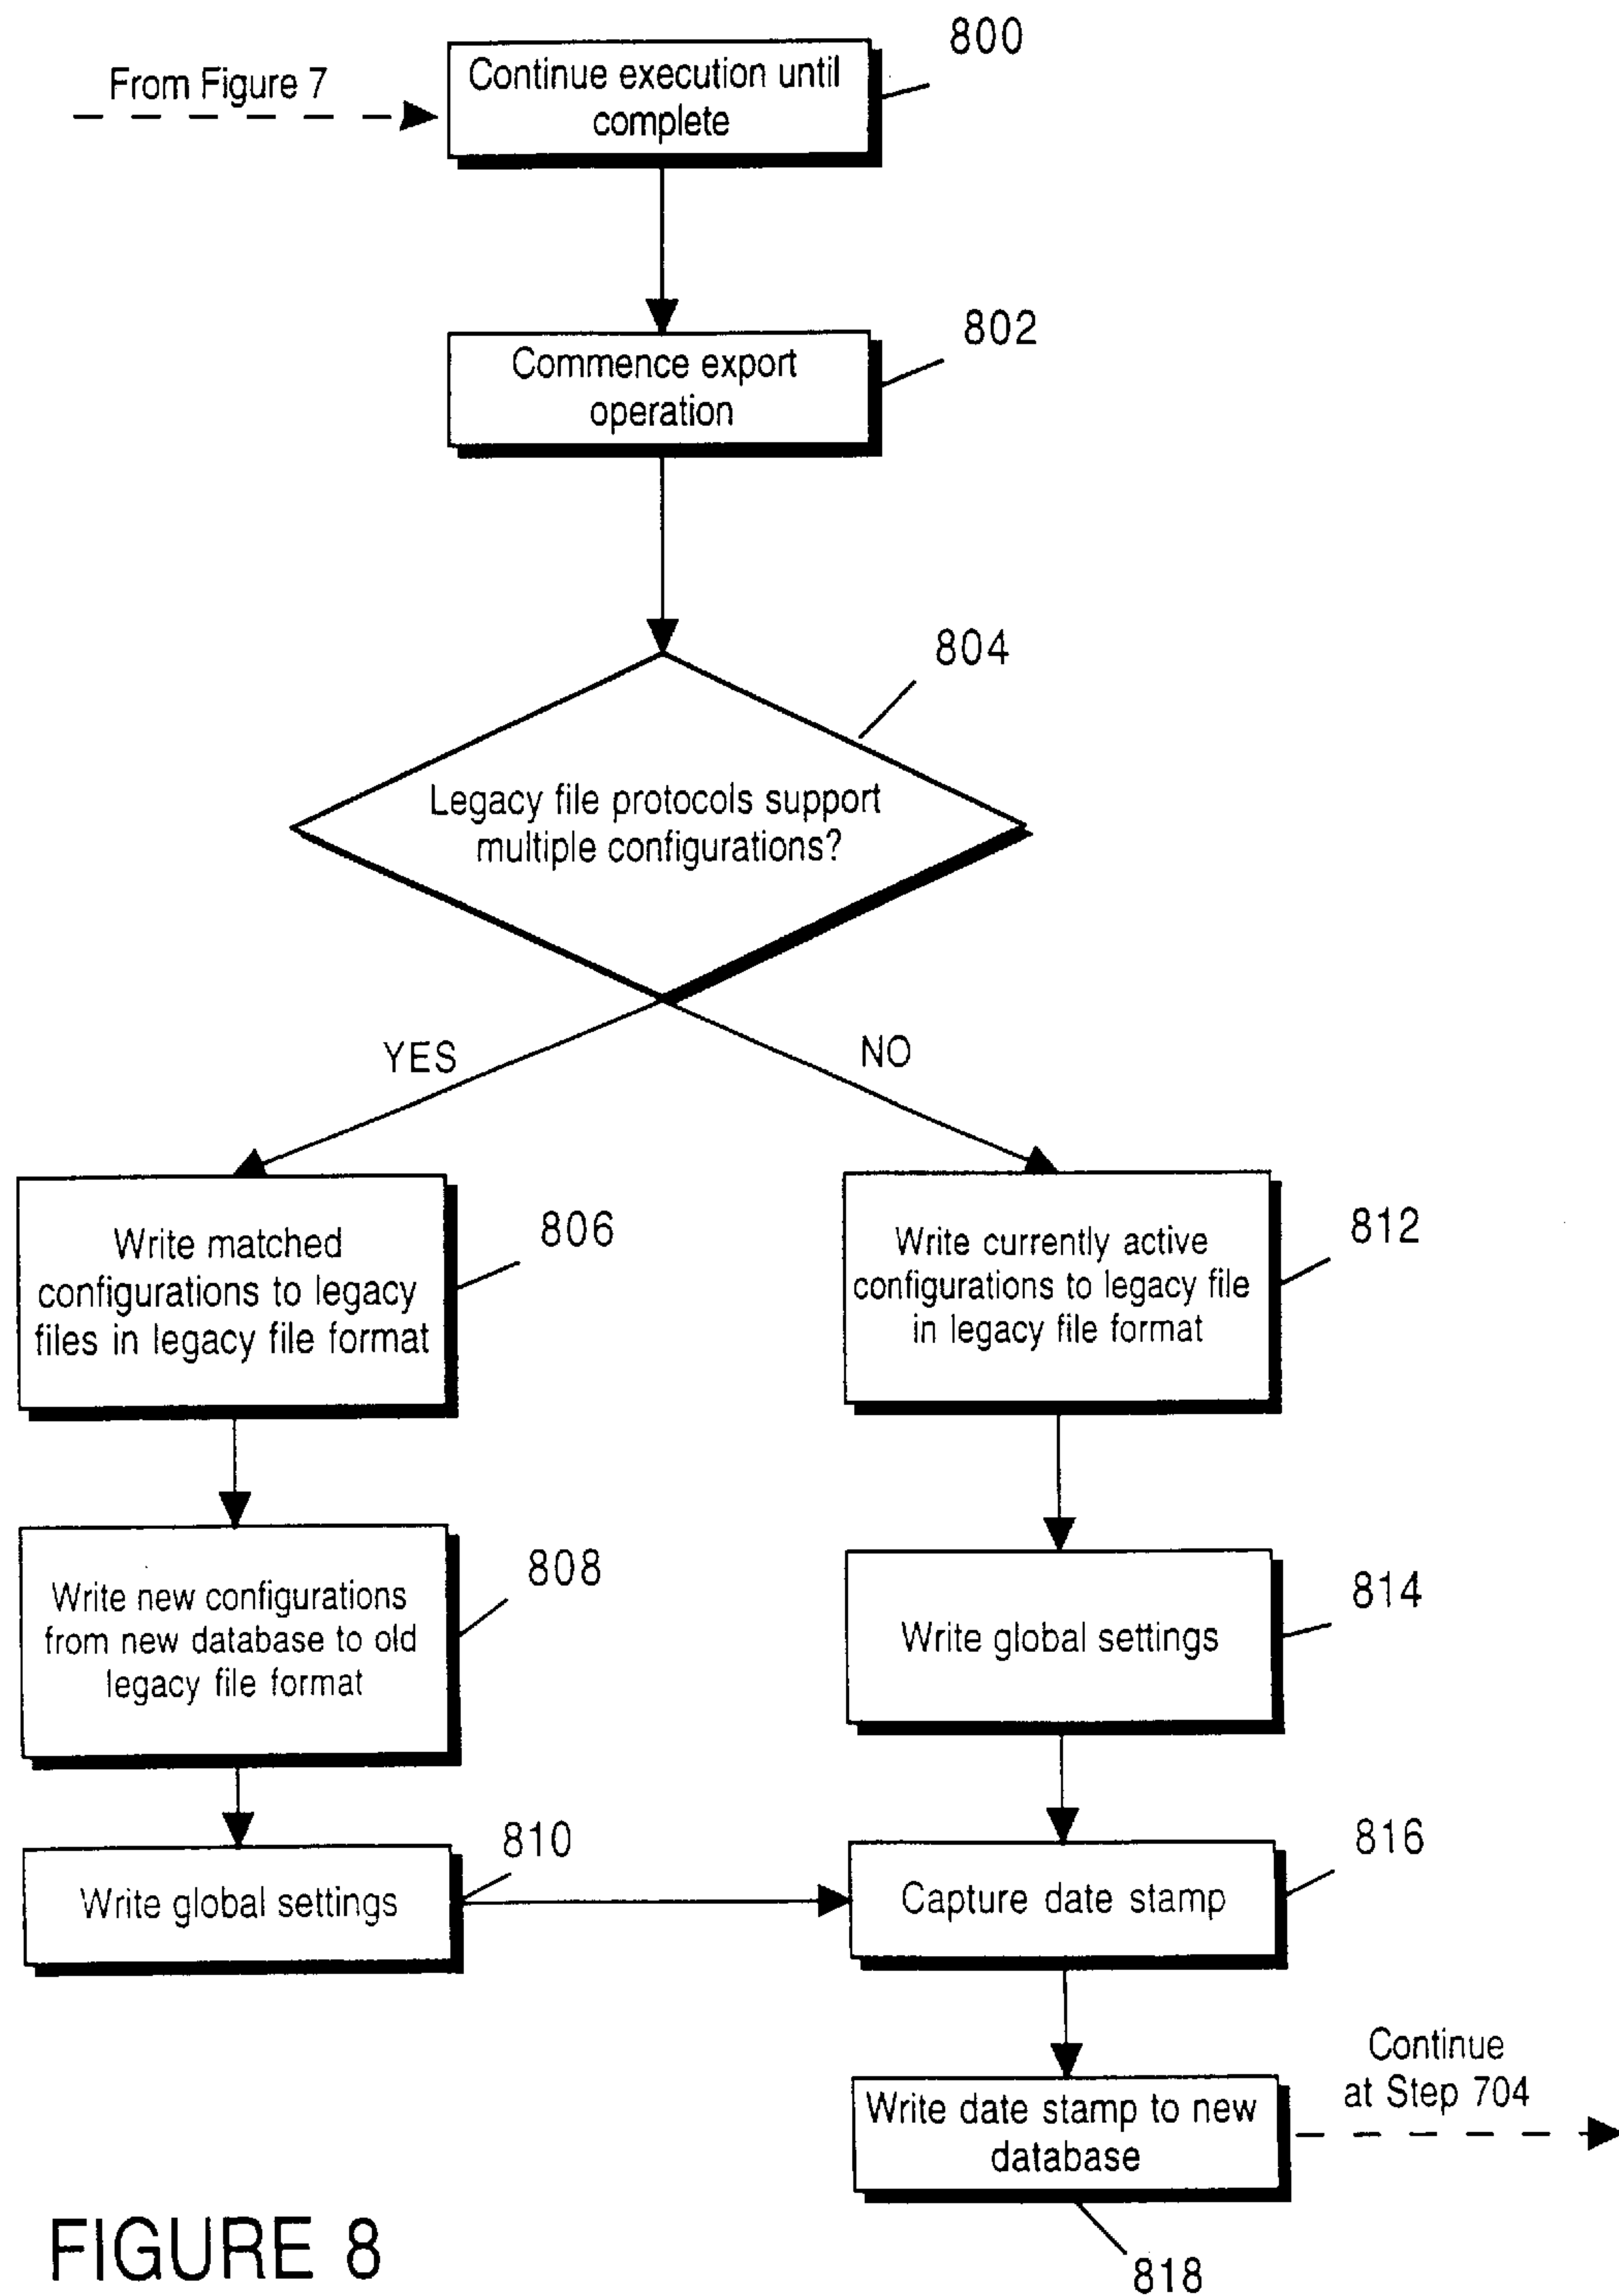 800
From Figure 7
Continue execution until
complete
802
Commence export
operation
804
Legacy file protocols support
multiple configurations?
YES
NO
806
Write matched
configurations to legacy
files in legacy file format
812
Write currently active
configurations to legacy file
in legacy file format
808
Write new configurations
from new database to old
legacy file format
814
Write global settings
810
Write global settings
816
Capture date stamp
Continue
at Step 704
Write date stamp to new
database
818
FIGURE 8